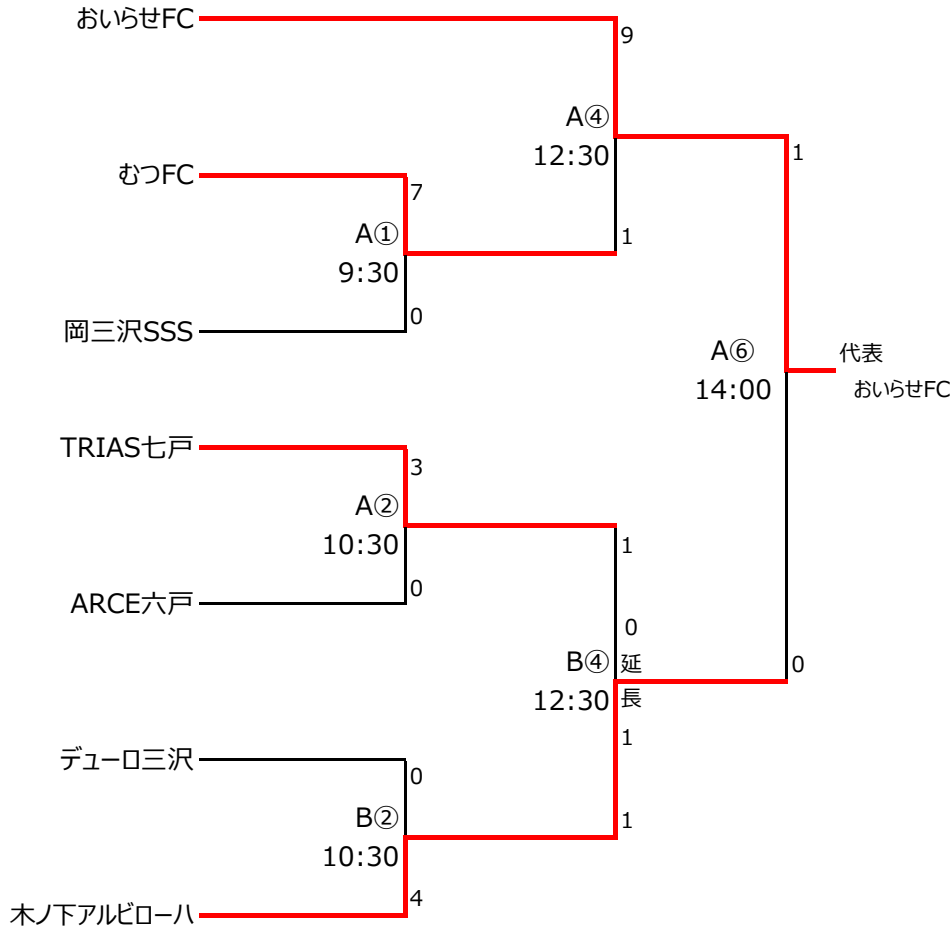 おいらせFC
9
A④
12:30
1
むつFC
7
A①
9:30
1
0
岡三沢SSS
A⑥
14:00
代表
おいらせFC
TRIAS七戸
3
A②
10:30
1
0
ARCE六戸
0
B④
延
12:30
長
0
1
デューロ三沢
0
B②
10:30
1
4
木ノ下アルビローハ